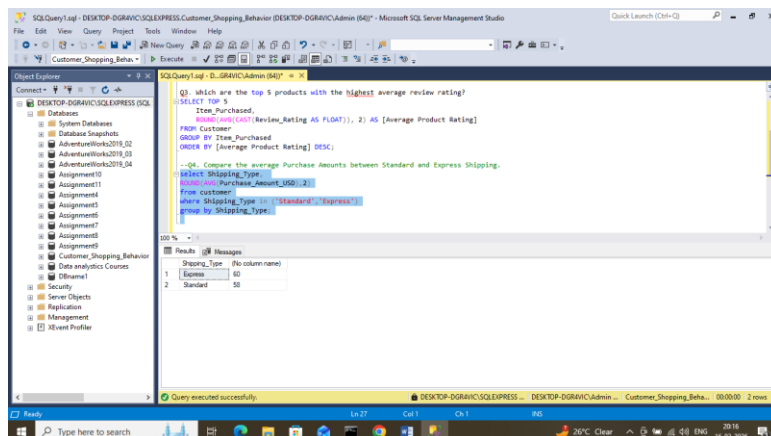 SQLQuery1.sql - DESKTOP-DGR4VIC\SQLEXPRESS.Customer_Shopping_Behavior (DESKTOP-DGR4VIC\Admin (64))* - Microsoft SQL Server Management Studio
Quick Launch (Ctrl+Q)
File Edit View Query Project Tools Window Help
New Query
Customer_Shopping_Behav
Execute
Object Explorer
SQLQuery1.sql - D...GR4VIC\Admin (64))*
Connect
DESKTOP-DGR4VIC\SQLEXPRESS (SQL
Databases
System Databases
Database Snapshots
AdventureWorks2019_02
AdventureWorks2019_03
AdventureWorks2019_04
Assignment10
Assignment11
Assignment4
Assignment5
Assignment6
Assignment7
Assignment8
Assignment9
Customer_Shopping_Behavior
Data analystics Courses
DBname1
Security
Server Objects
Replication
Management
XEvent Profiler
Q3. Which are the top 5 products with the highest average review rating?
SELECT TOP 5
Item_Purchased,
ROUND(AVG(CAST(Review_Rating AS FLOAT)), 2) AS [Average Product Rating]
FROM Customer
GROUP BY Item_Purchased
ORDER BY [Average Product Rating] DESC;
--Q4. Compare the average Purchase Amounts between Standard and Express Shipping.
select Shipping_Type,
ROUND(AVG(Purchase_Amount_USD),2)
from customer
where Shipping_Type in ('Standard','Express')
group by Shipping_Type;
100 %
Results Messages
Shipping_Type (No column name)
1 Express 60
2 Standard 58
Query executed successfully.
DESKTOP-DGR4VIC\SQLEXPRESS ... DESKTOP-DGR4VIC\Admin ... Customer_Shopping_Beha... 00:00:00 2 rows
Ready
Ln 27 Col 1 Ch 1 INS
Type here to search
26°C Clear
ENG
20:16